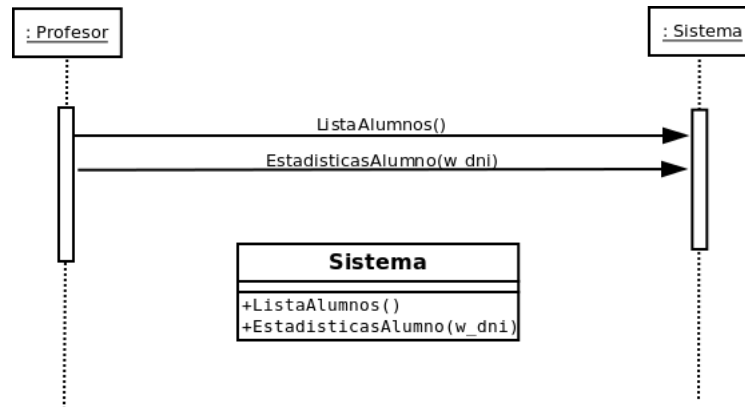 : Profesor
: Sistema
ListaAlumnos()
EstadisticasAlumno(w_dni)
Sistema
+ListaAlumnos()
+EstadisticasAlumno(w_dni)